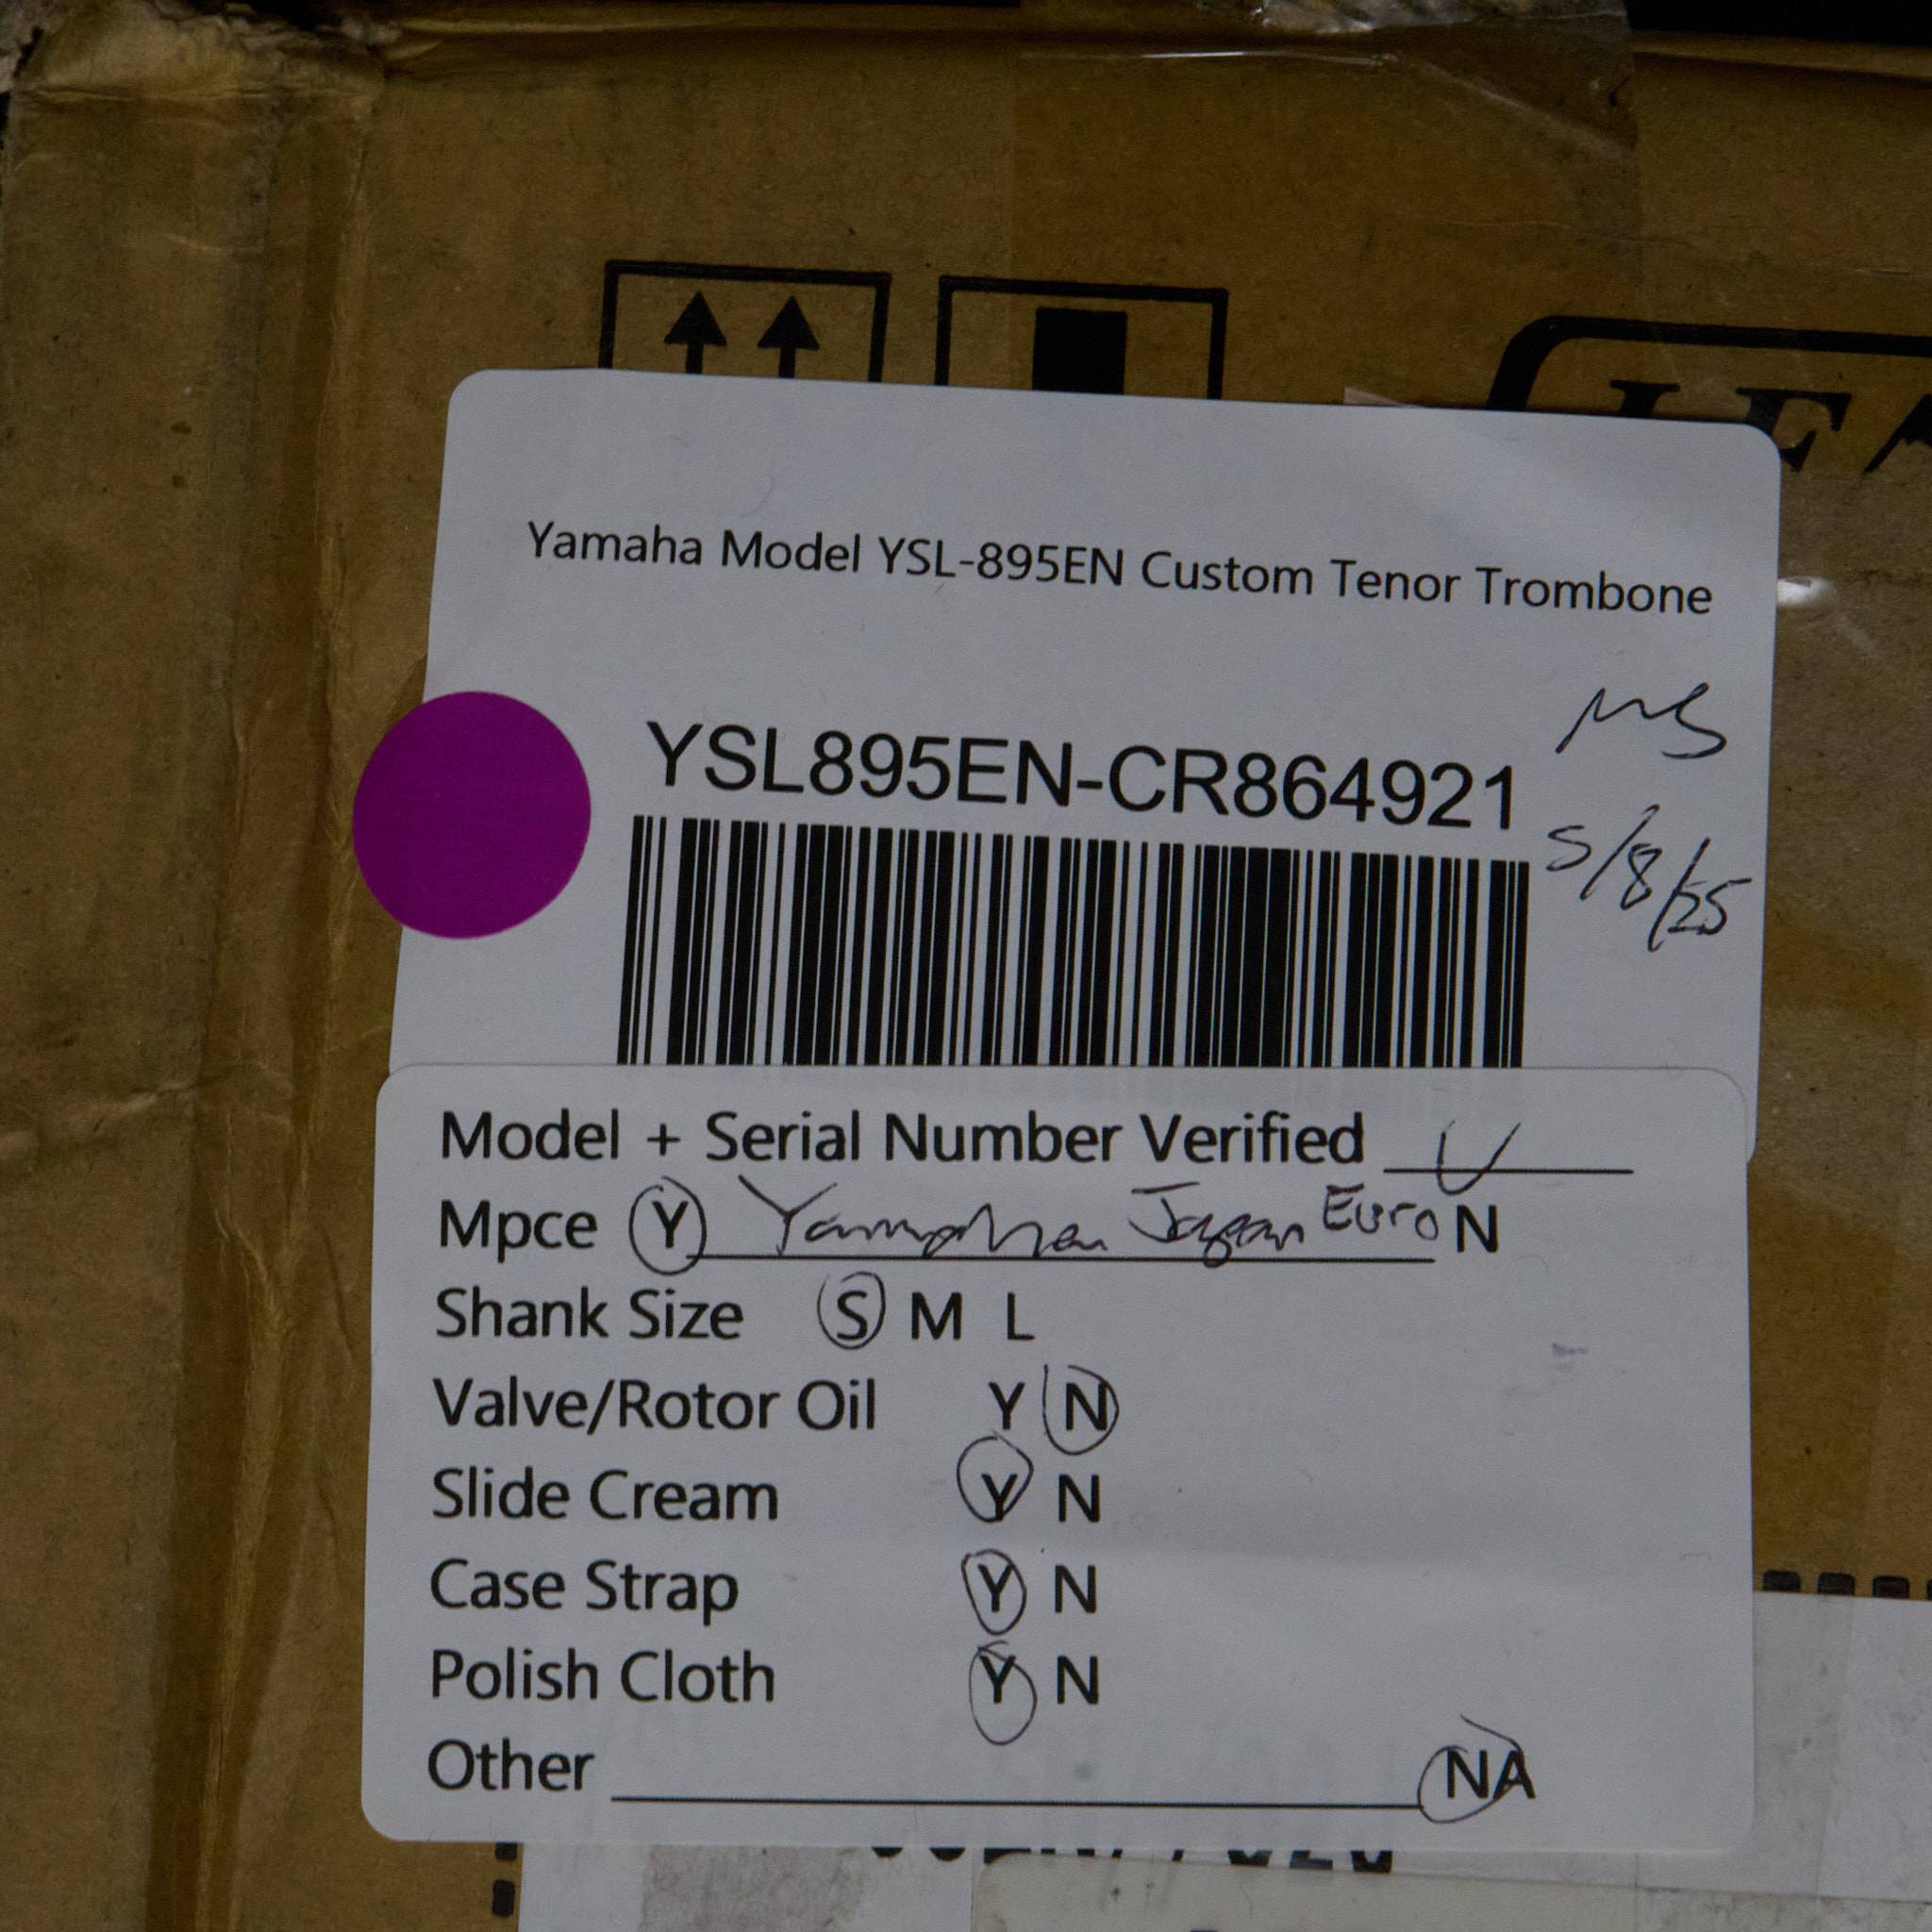 Yamaha Model YSL-895EN Custom Tenor Trombone
YSL895EN-CR864921
5/8/25
Model + Serial Number Verified
Mpce Y Yamaha Japan Euro N
Shank Size S M L
Valve/Rotor Oil Y N
Slide Cream Y N
Case Strap Y N
Polish Cloth Y N
Other NA